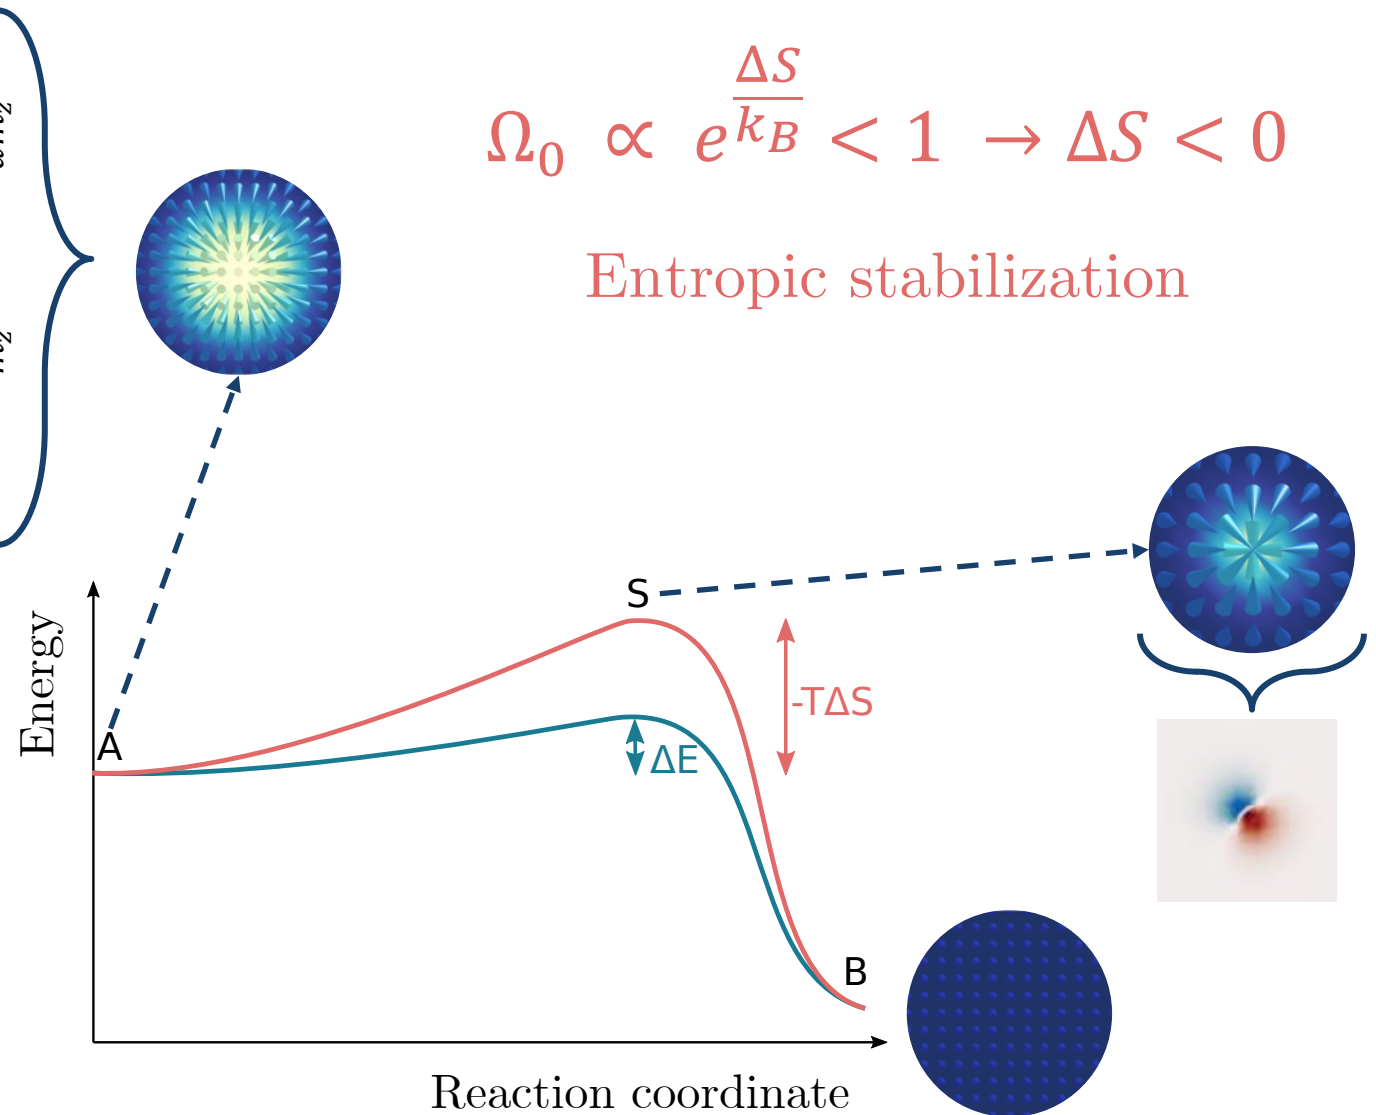 Ω₀ ∝ e^{ΔS/k_B} < 1 → ΔS < 0
Entropic stabilization
S
Energy
A
-TΔS
ΔE
B
Reaction coordinate